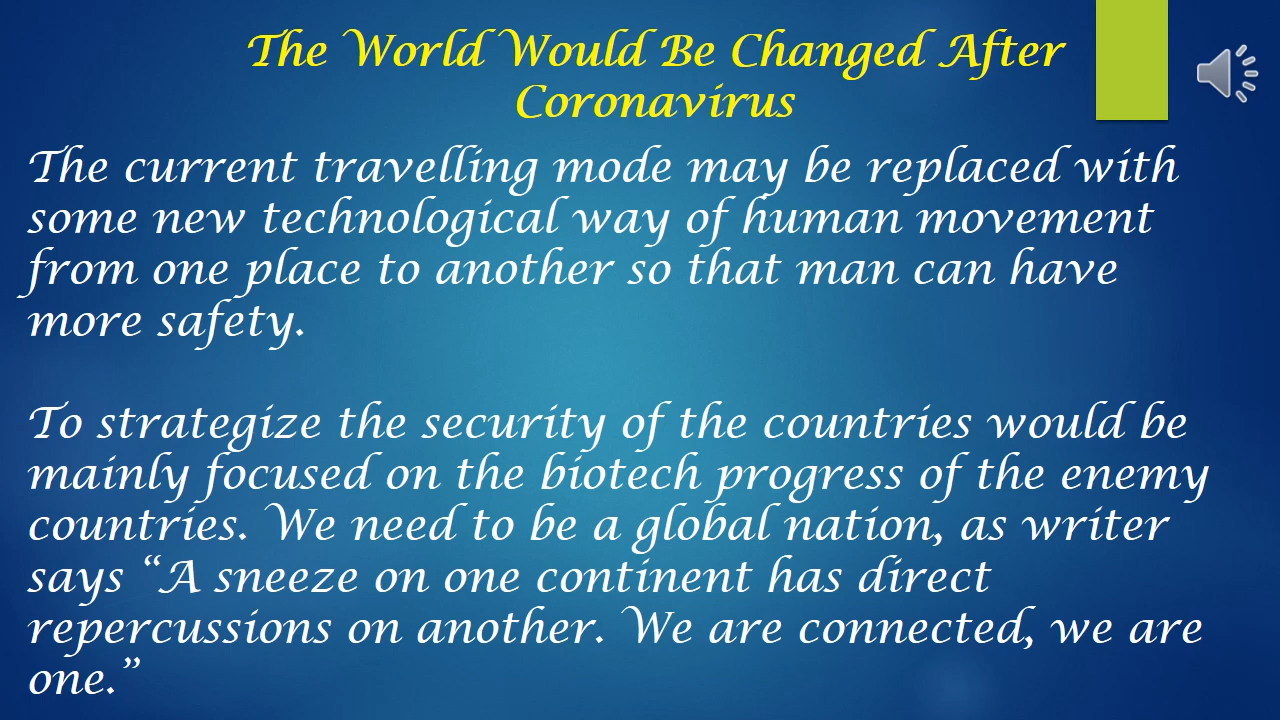 The World Would Be Changed After
Coronavirus
The current travelling mode may be replaced with
some new technological way of human movement
from one place to another so that man can have
more safety.
To strategize the security of the countries would be
mainly focused on the biotech progress of the enemy
countries. We need to be a global nation, as writer
says “A sneeze on one continent has direct
repercussions on another. We are connected, we are
one.”